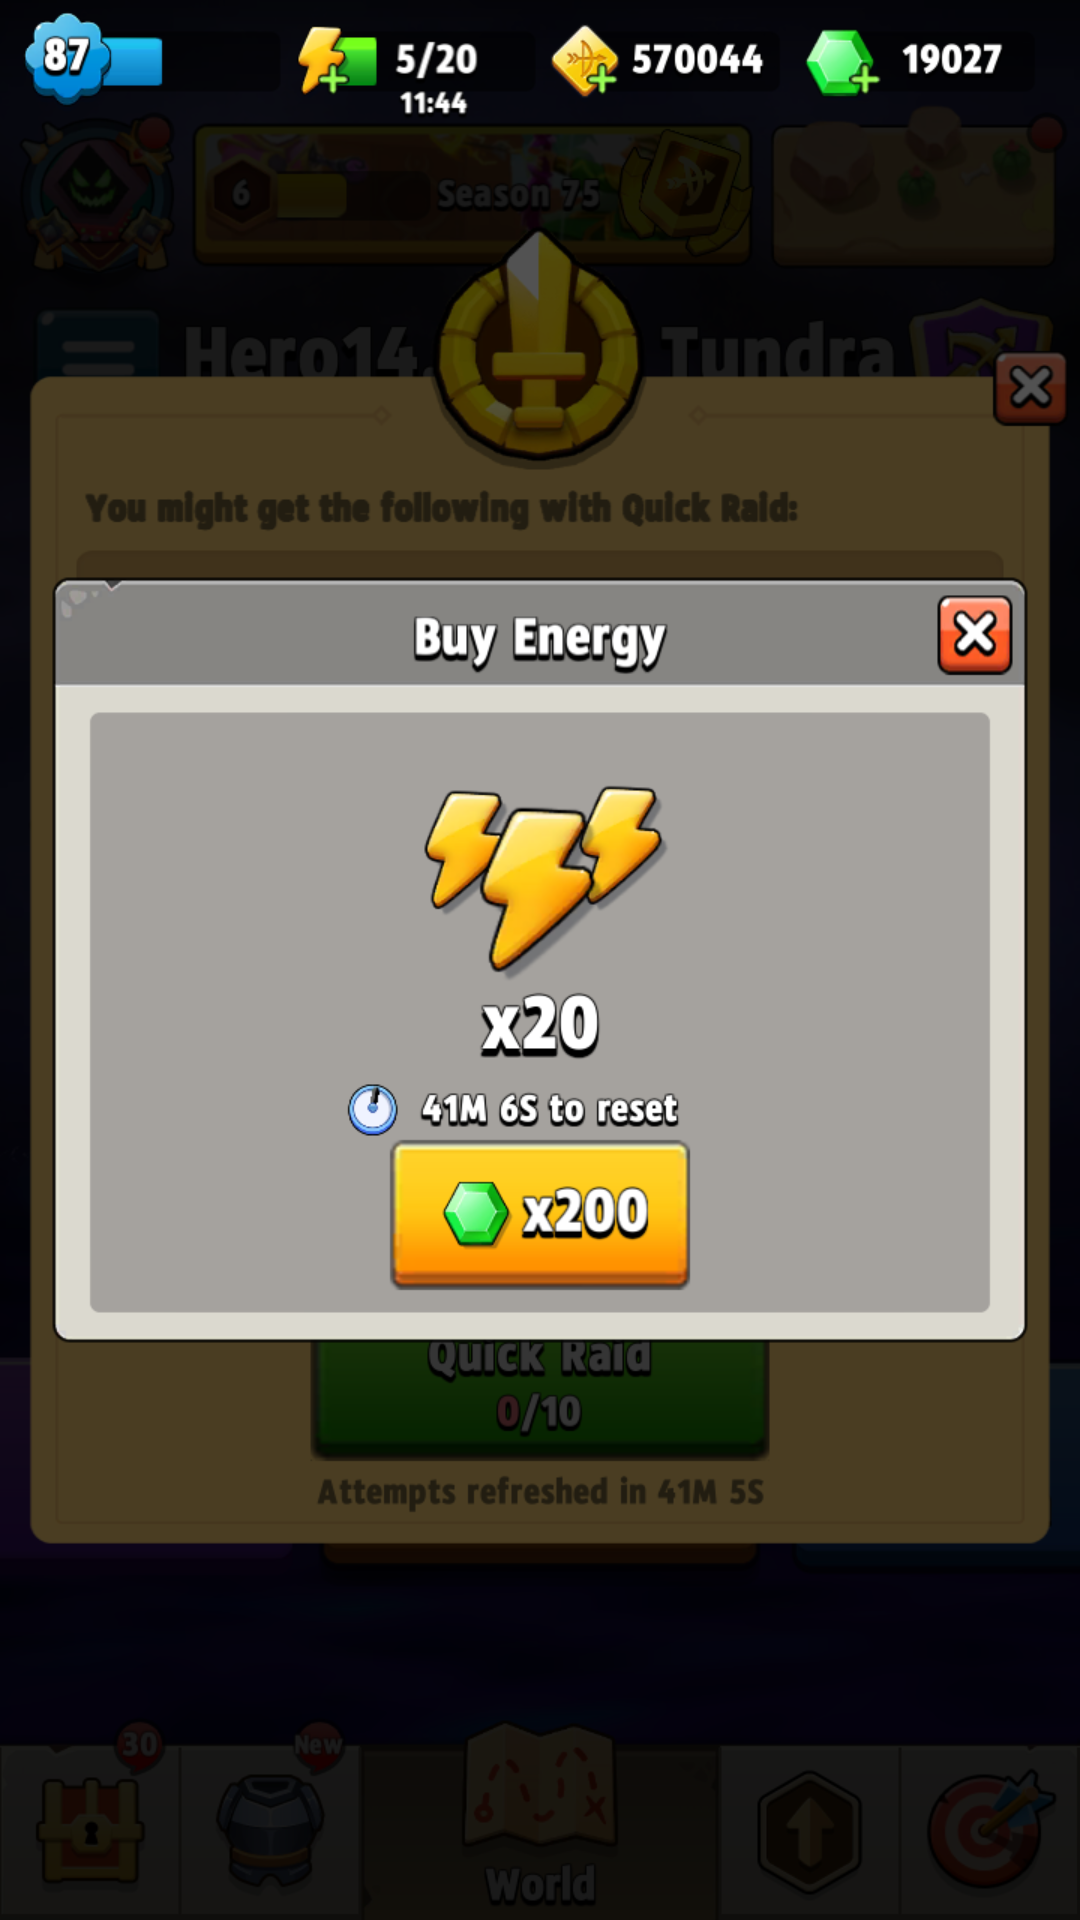 87
5/20
570044
19027
11:44
6
Season 75
Hero14.
Tundra
You might get the following with Quick Raid:
Buy Energy
x20
41M 6S to reset
x200
Quick Raid
0/10
Attempts refreshed in 41M 5S
30
New
World